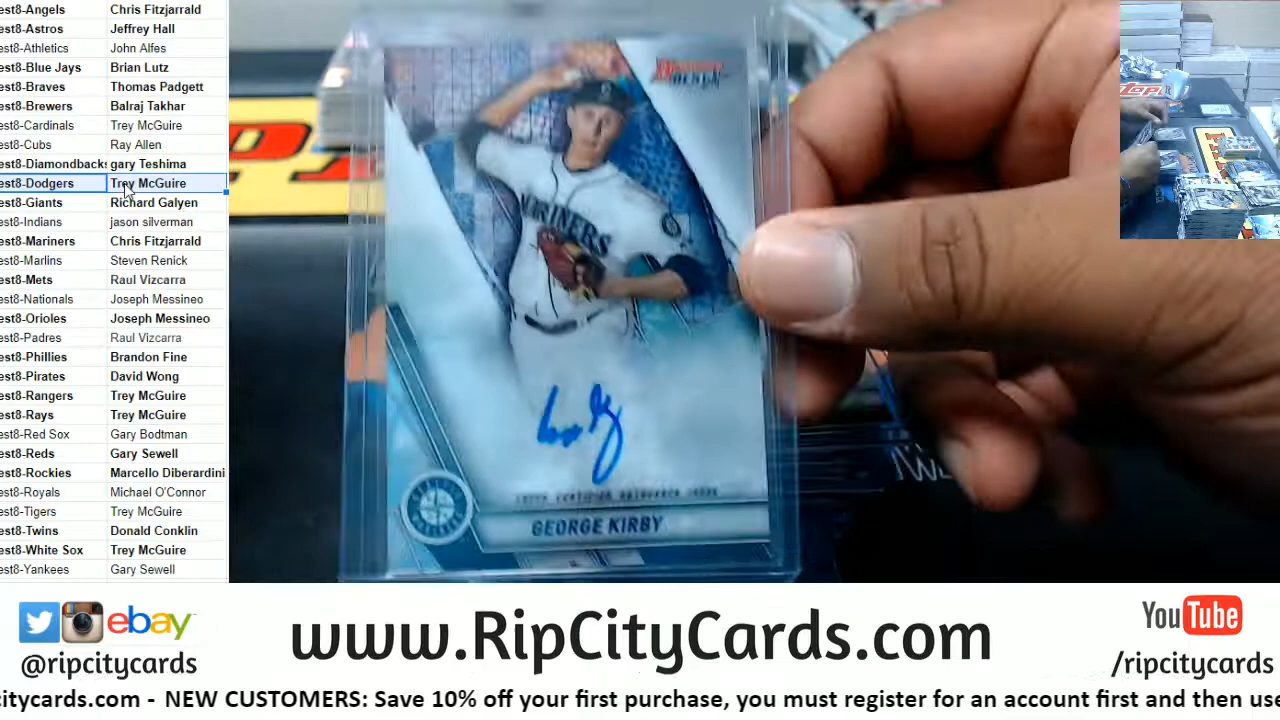 est8-Angels Chris Fitzjarrald
est8-Astros Jeffrey Hall
est8-Athletics John Alfes
est8-Blue Jays Brian Lutz
est8-Braves Thomas Padgett
est8-Brewers Balraj Takhar
est8-Cardinals Trey McGuire
est8-Cubs Ray Allen
est8-Diamondbacks gary Teshima
est8-Dodgers Trey McGuire
est8-Giants Richard Galyen
est8-Indians jason silverman
est8-Mariners Chris Fitzjarrald
est8-Marlins Steven Renick
est8-Mets Raul Vizcarra
est8-Nationals Joseph Messineo
est8-Orioles Joseph Messineo
est8-Padres Raul Vizcarra
est8-Phillies Brandon Fine
est8-Pirates David Wong
est8-Rangers Trey McGuire
est8-Rays Trey McGuire
est8-Red Sox Gary Bodtman
est8-Reds Gary Sewell
est8-Rockies Marcello Diberardini
est8-Royals Michael O'Connor
est8-Tigers Trey McGuire
est8-Twins Donald Conklin
est8-White Sox Trey McGuire
est8-Yankees Gary Sewell
MARINERS
TOPPS CERTIFIED AUTOGRAPH ISSUE
GEORGE KIRBY
ebay
@ripcitycards
www.RipCityCards.com
YouTube
/ripcitycards
citycards.com - NEW CUSTOMERS: Save 10% off your first purchase, you must register for an account first and then use